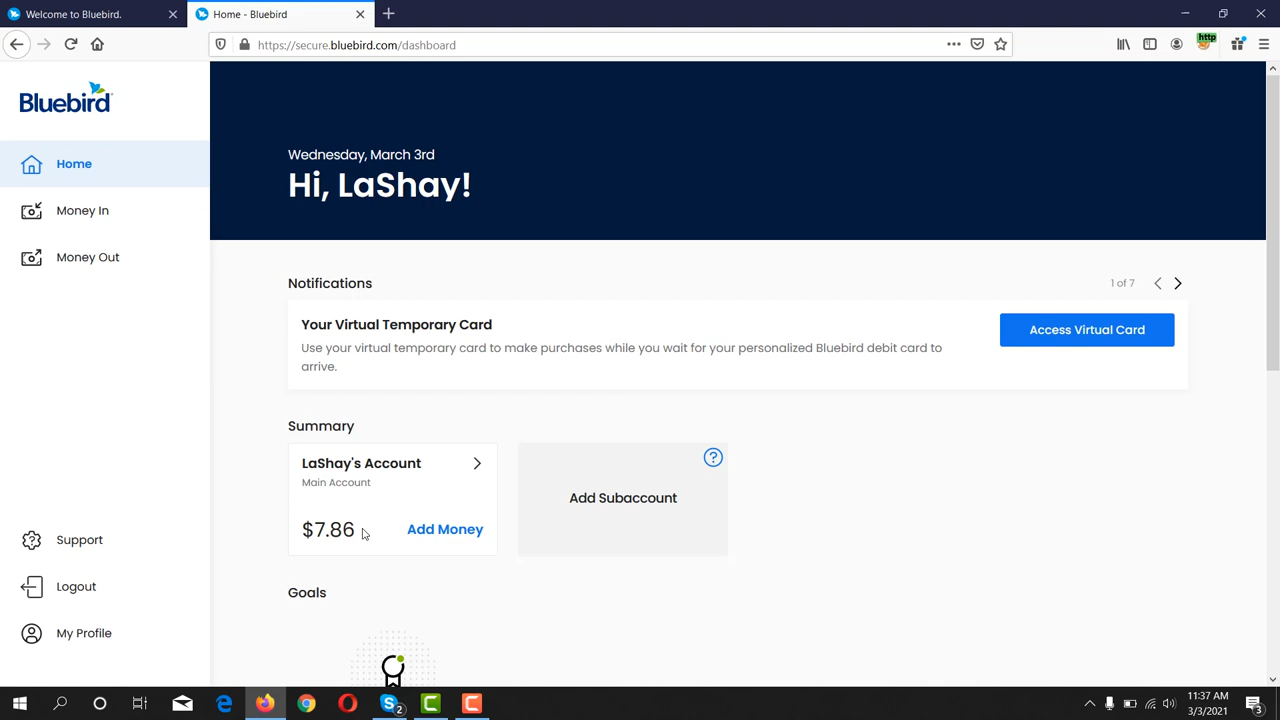 Welcome to Bluebird.
Home - Bluebird
https://secure.bluebird.com/dashboard
http
Bluebird
Home
Money In
Money Out
Support
Logout
My Profile
Wednesday, March 3rd
Hi, LaShay!
Notifications
1 of 7
Your Virtual Temporary Card
Use your virtual temporary card to make purchases while you wait for your personalized Bluebird debit card to
arrive.
Access Virtual Card
Summary
LaShay's Account
Main Account
$7.86
Add Money
?
Add Subaccount
Goals
2
11:37 AM
3/3/2021
3